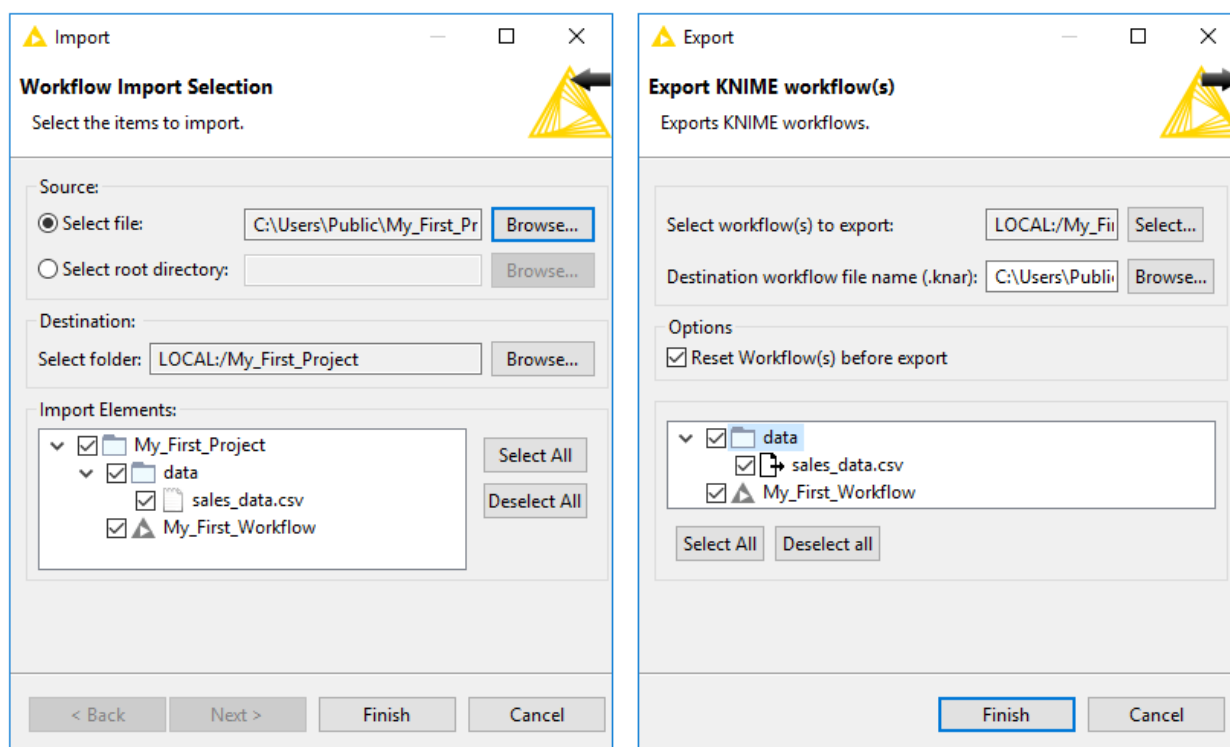 Import
Workflow Import Selection
Select the items to import.
Source:
Select file:
C:\Users\Public\My_First_Pr
Browse...
Select root directory:
Browse...
Destination:
Select folder:
LOCAL:/My_First_Project
Browse...
Import Elements:
My_First_Project
data
sales_data.csv
My_First_Workflow
Select All
Deselect All
< Back
Next >
Finish
Cancel
Export
Export KNIME workflow(s)
Exports KNIME workflows.
Select workflow(s) to export:
LOCAL:/My_Fi
Select...
Destination workflow file name (.knar):
C:\Users\Publi
Browse...
Options
Reset Workflow(s) before export
data
sales_data.csv
My_First_Workflow
Select All
Deselect all
Finish
Cancel